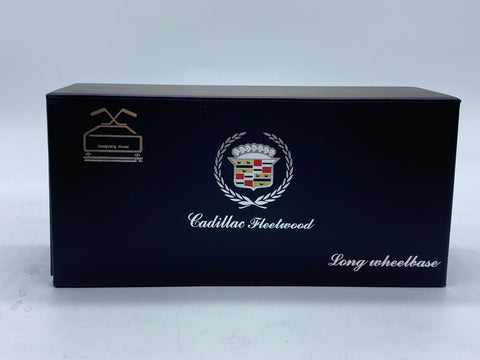 Cadillac Fleetwood
Long wheelbase